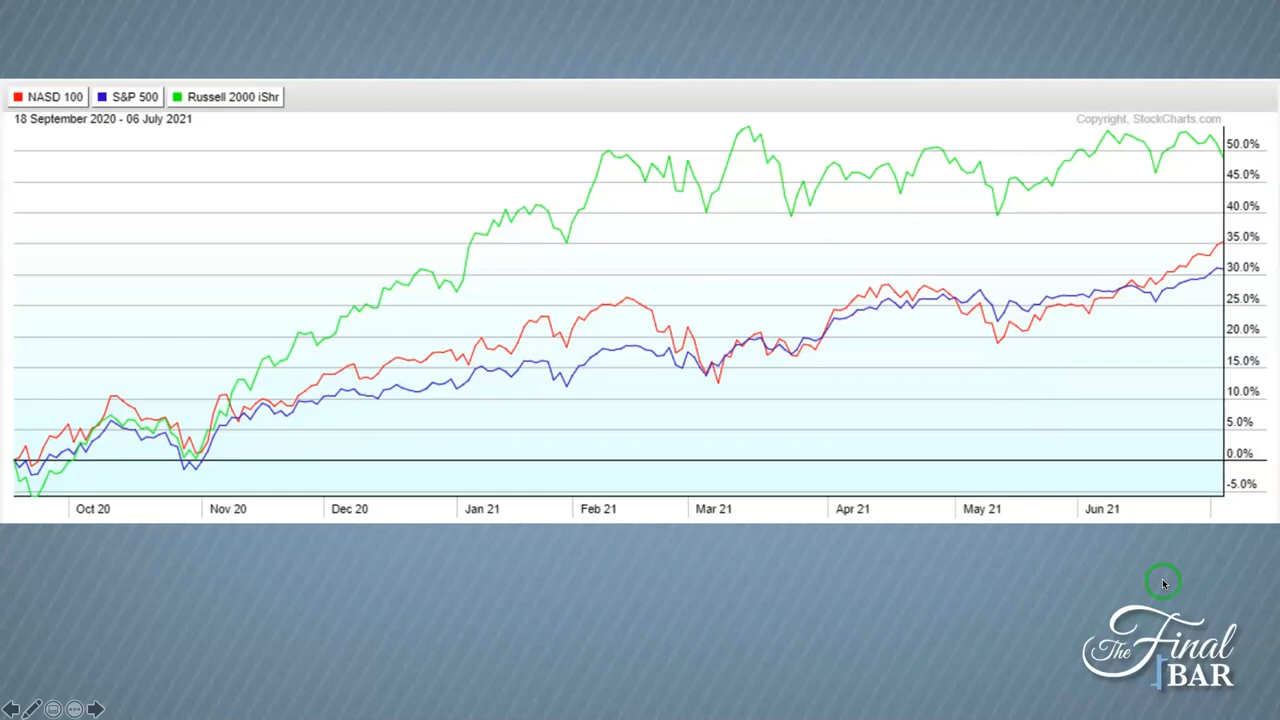 NASD 100 S&P 500 Russell 2000 iShr
18 September 2020 - 06 July 2021
Copyright, StockCharts.com
50.0%
45.0%
40.0%
35.0%
30.0%
25.0%
20.0%
15.0%
10.0%
5.0%
0.0%
-5.0%
Oct 20 Nov 20 Dec 20 Jan 21 Feb 21 Mar 21 Apr 21 May 21 Jun 21
The Final
BAR